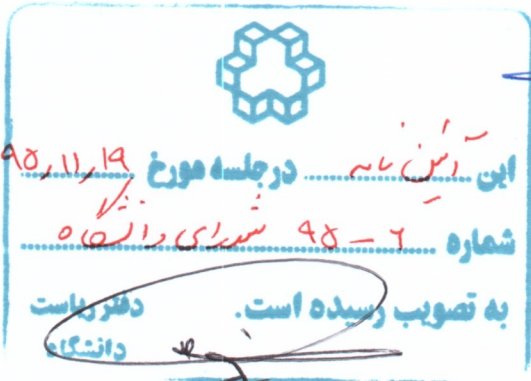 این آئین نامه در جلسه مورخ ۹۵,۱۱,۱۹
شماره ۶ - ۹۵ شورای دانشگاه
به تصویب رسیده است.
دفتر ریاست
دانشگاه